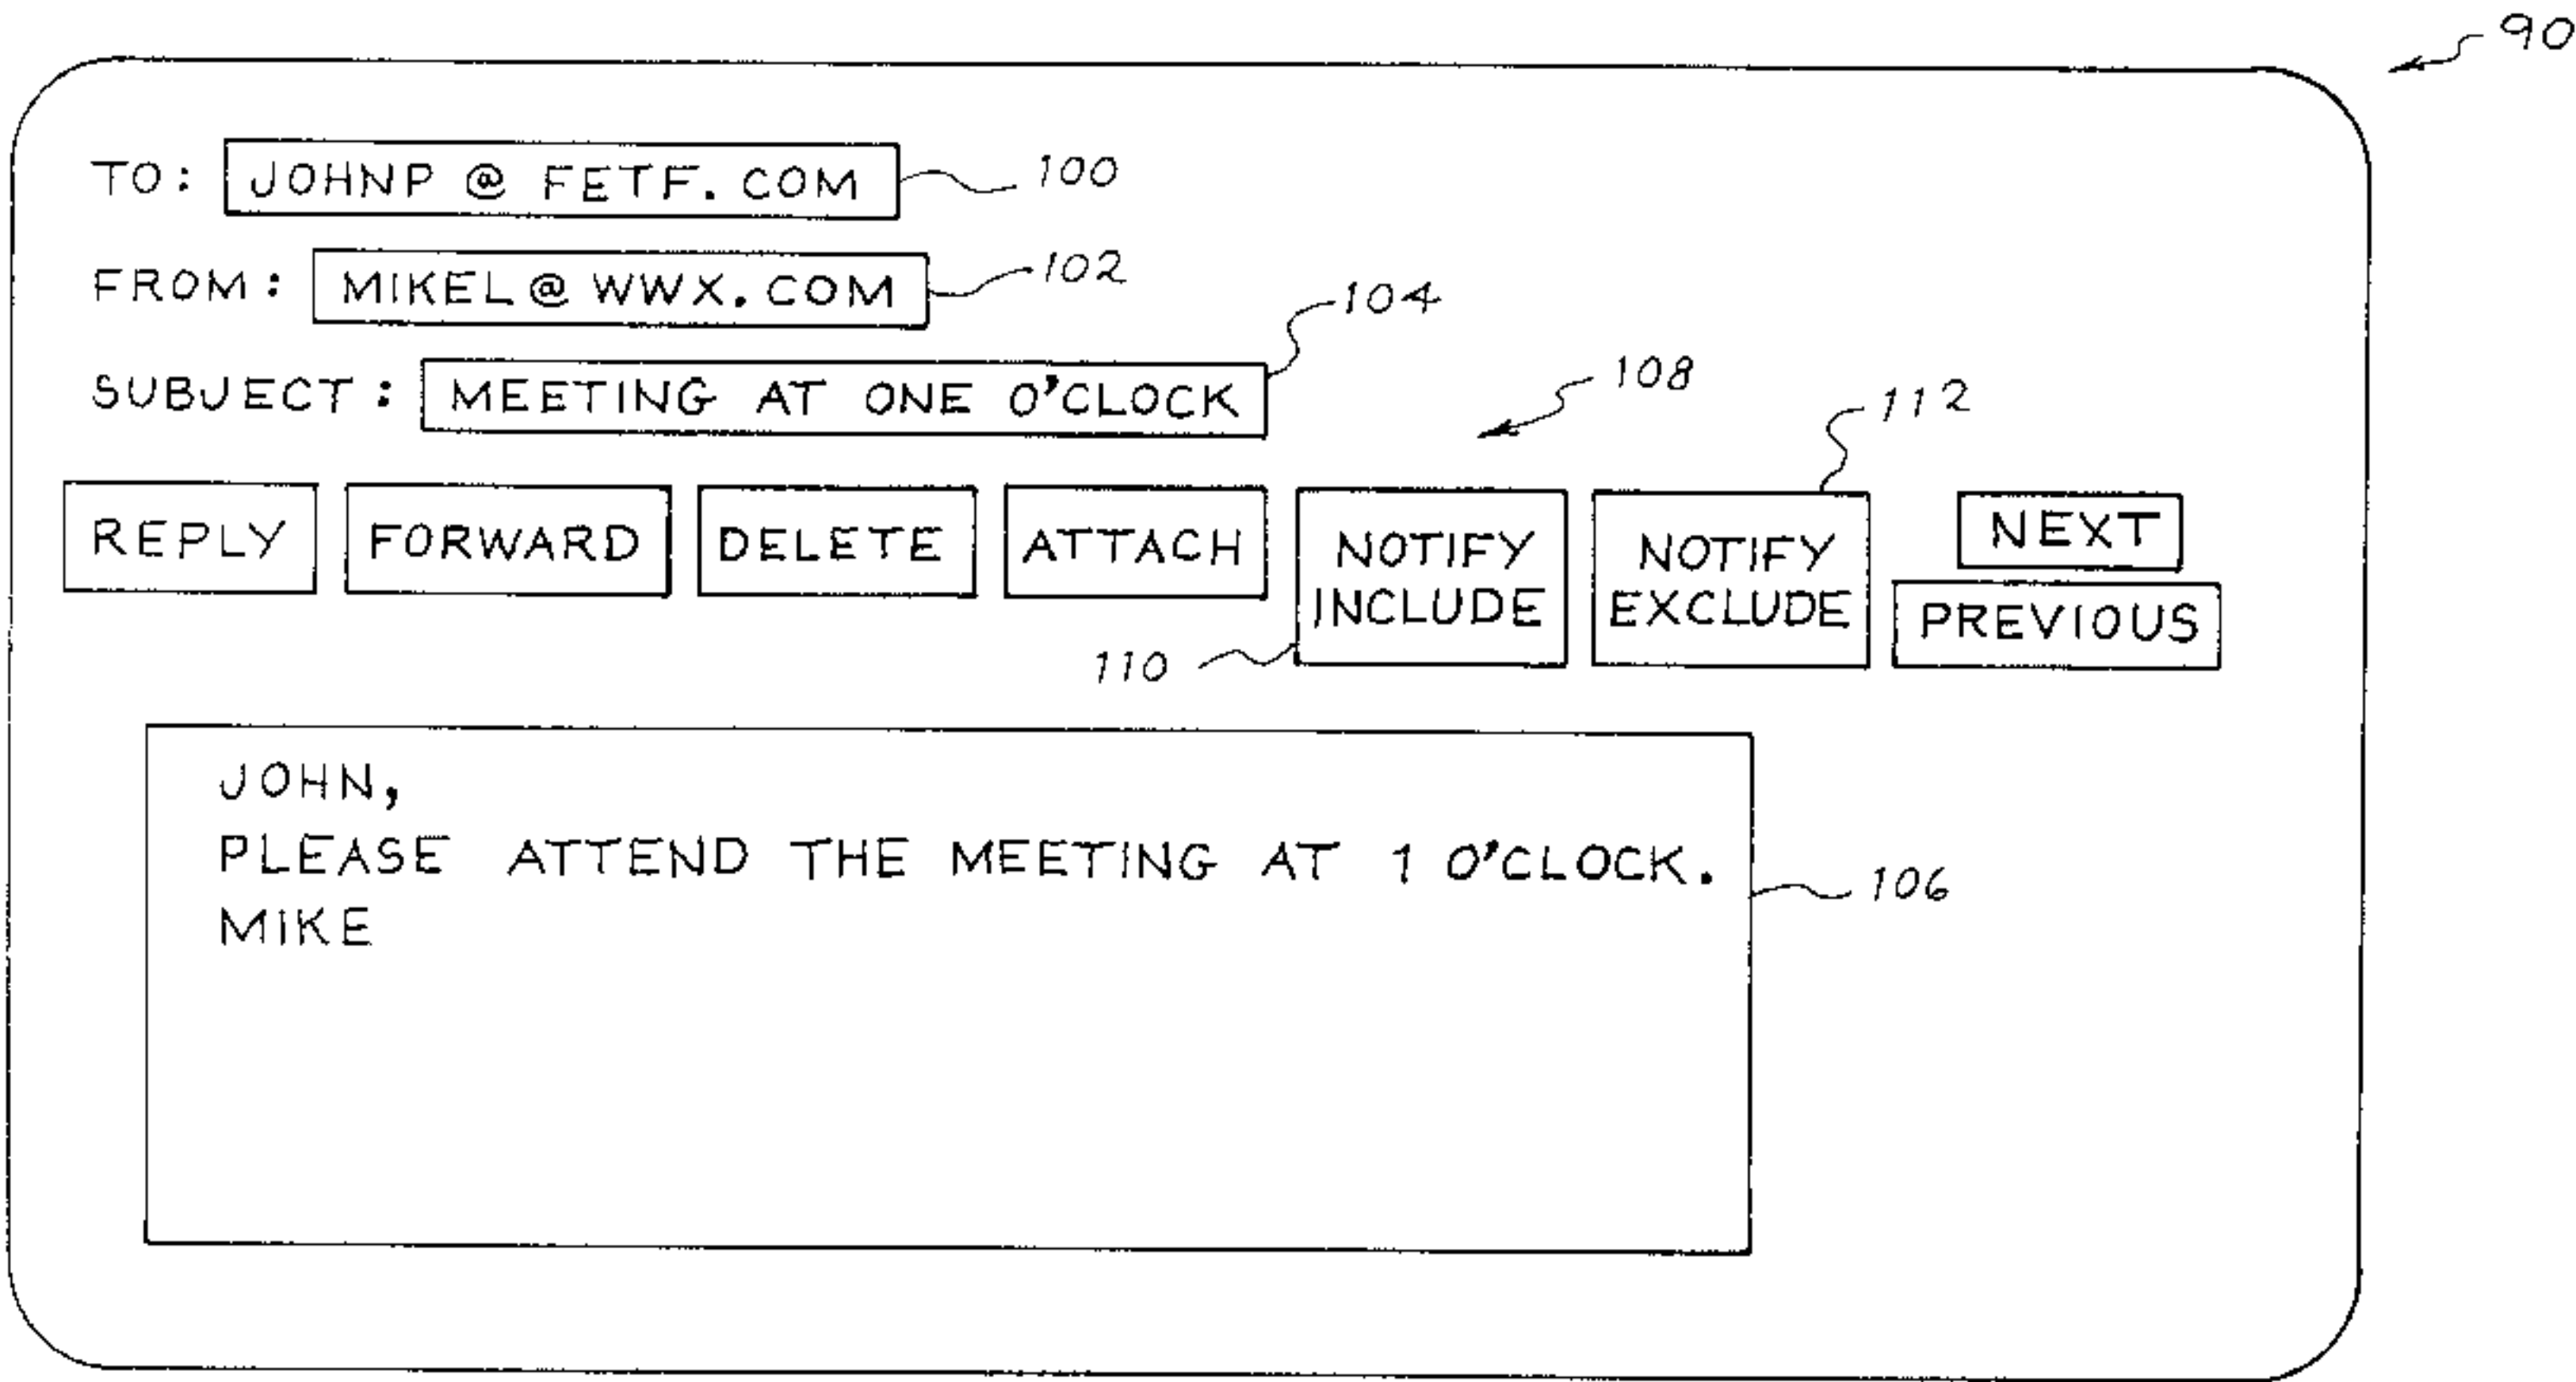 90
TO: JOHNP @ FETF.COM 100
FROM: MIKEL@ WWX.COM 102
SUBJECT: MEETING AT ONE O'CLOCK 104
108
112
REPLY FORWARD DELETE ATTACH NOTIFY INCLUDE NOTIFY EXCLUDE NEXT
PREVIOUS
110
JOHN,
PLEASE ATTEND THE MEETING AT 1 O'CLOCK.
106
MIKE